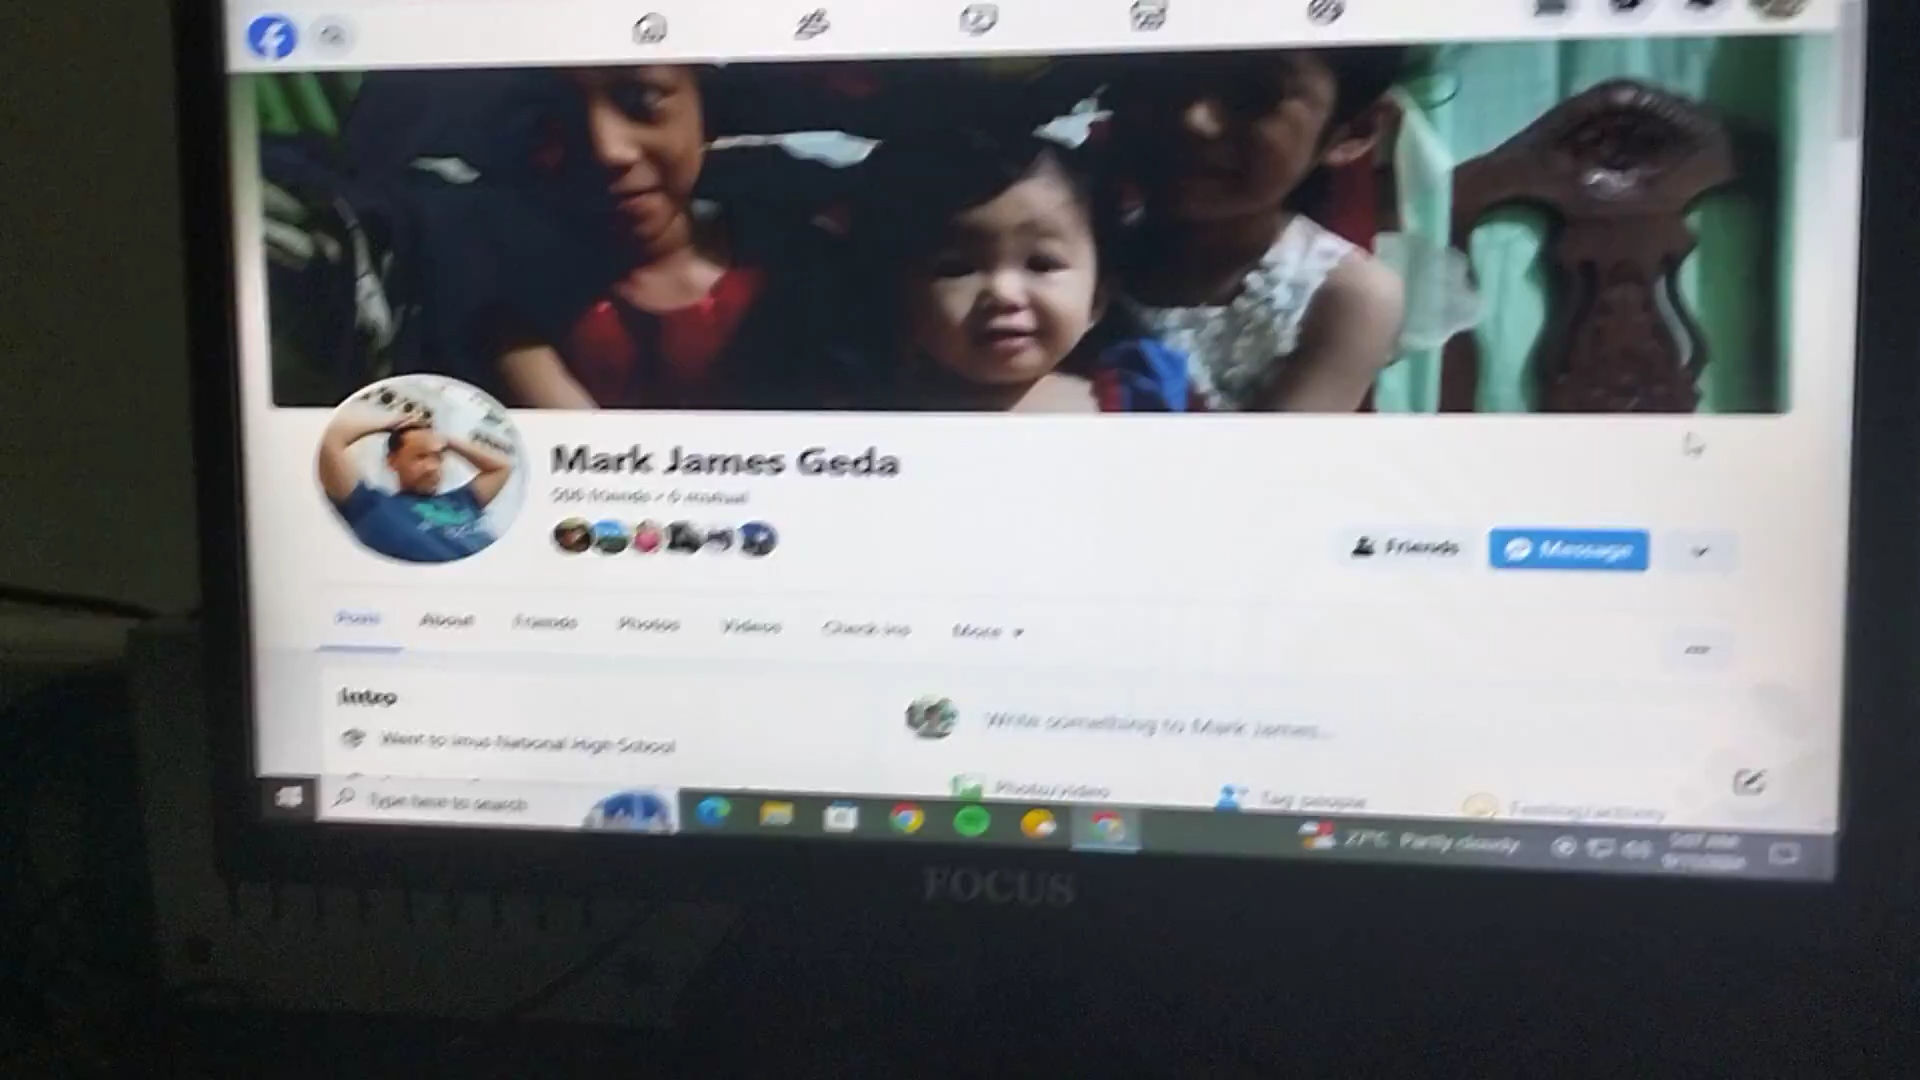 Mark James Geda
Friends
Message
Posts
About
Friends
Photos
Videos
Check-ins
More
Intro
Write something to Mark James...
Went to Imus National High School
Photo/video
Tag people
Feeling/activity
Type here to search
27°C Partly cloudy
FOCUS